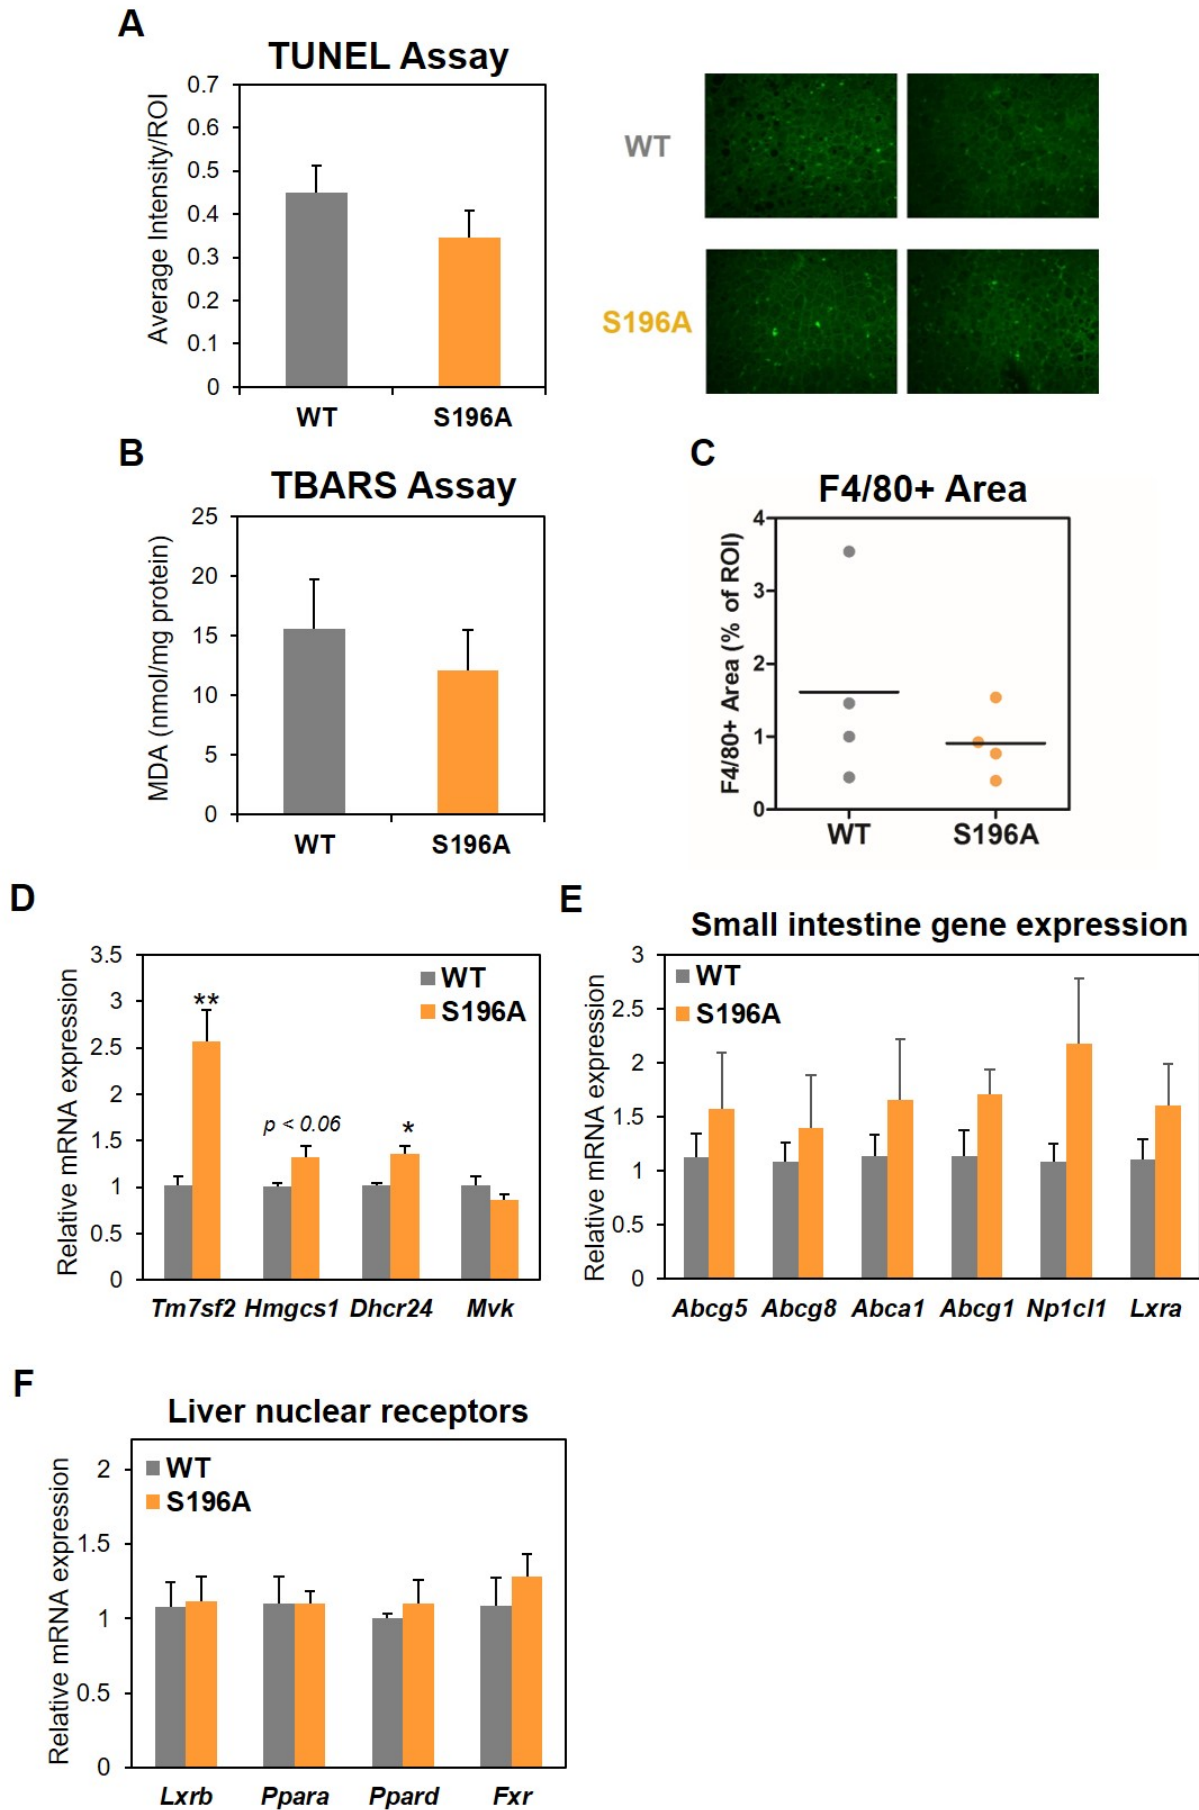 A
TUNEL Assay
Average Intensity/ROI
0.7
0.6
0.5
0.4
0.3
0.2
0.1
0
WT
S196A
WT
S196A
B
TBARS Assay
MDA (nmol/mg protein)
25
20
15
10
5
0
WT
S196A
C
F4/80+ Area
F4/80+ Area (% of ROI)
4
3
2
1
0
WT
S196A
D
Relative mRNA expression
3.5
3
2.5
2
1.5
1
0.5
0
WT
S196A
**
p < 0.06
*
Tm7sf2 Hmgcs1 Dhcr24 Mvk
E
Small intestine gene expression
Relative mRNA expression
3
2.5
2
1.5
1
0.5
0
WT
S196A
Abcg5 Abcg8 Abca1 Abcg1 Np1cl1 Lxra
F
Liver nuclear receptors
Relative mRNA expression
2
1.5
1
0.5
0
WT
S196A
Lxrb Ppara Ppard Fxr